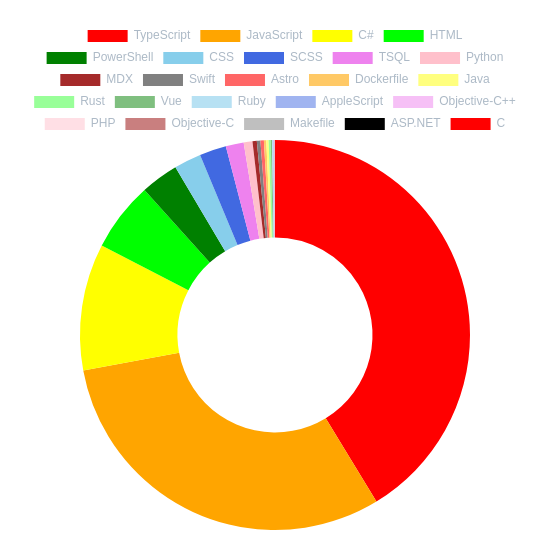 TypeScript JavaScript C# HTML
PowerShell CSS SCSS TSQL Python
MDX Swift Astro Dockerfile Java
Rust Vue Ruby AppleScript Objective-C++
PHP Objective-C Makefile ASP.NET C